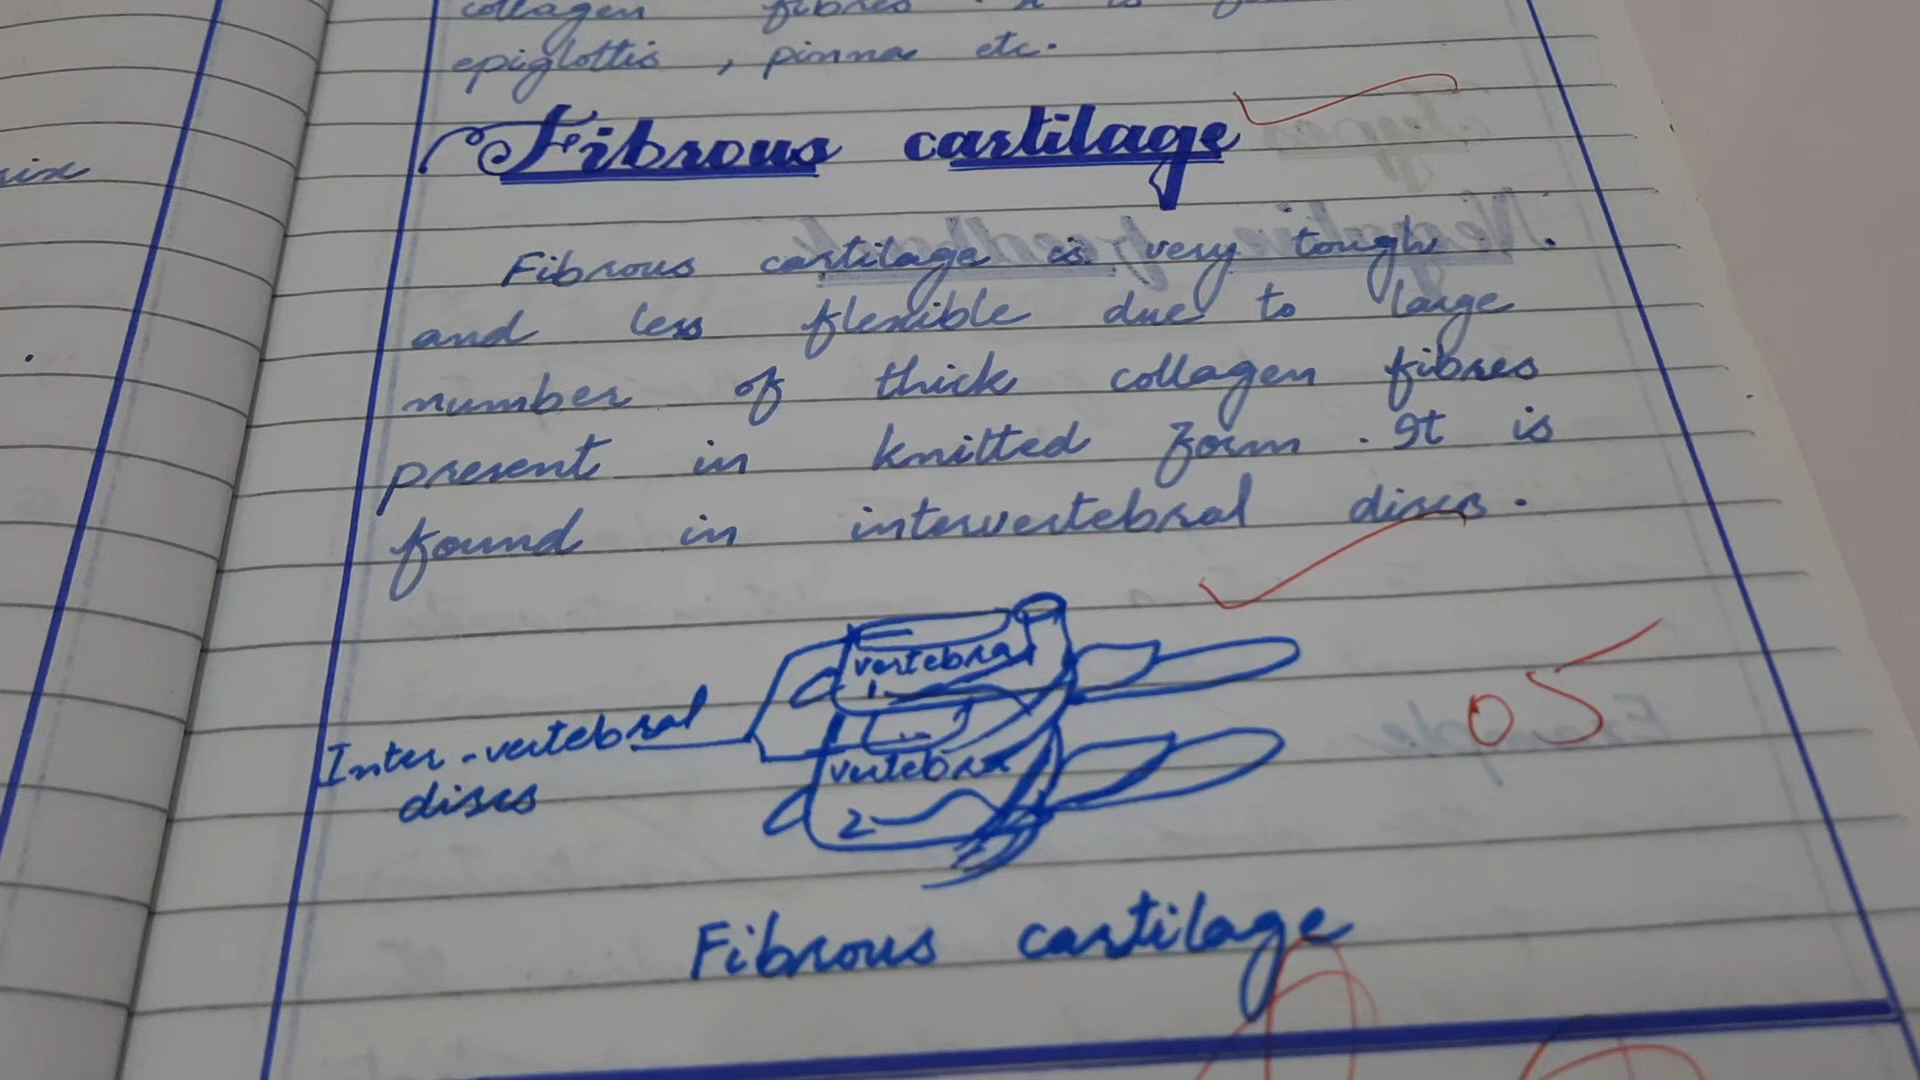 collagen fibres
epiglottis, pinna etc.
Fibrous cartilage
Fibrous cartilage is very tough.
and less flexible due to large
number of thick collagen fibres
present in knitted form. It is
found in intervertebral discs.
vertebra
1
Inter-vertebral
discs
vertebra
2
05
Fibrous cartilage